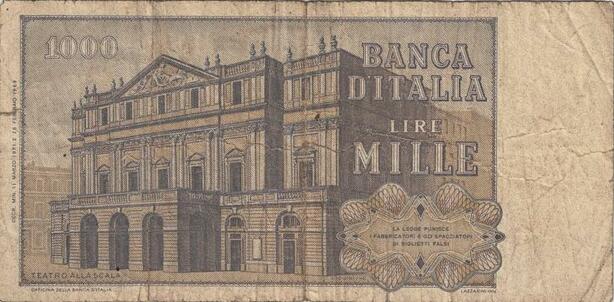 1000
BANCA
D'ITALIA
LIRE
MILLE
LA LEGGE PUNISCE
I FABBRICATORI E GLI SPACCIATORI
DI BIGLIETTI FALSI
TEATRO ALLA SCALA
OFFICINA DELLA BANCA D'ITALIA